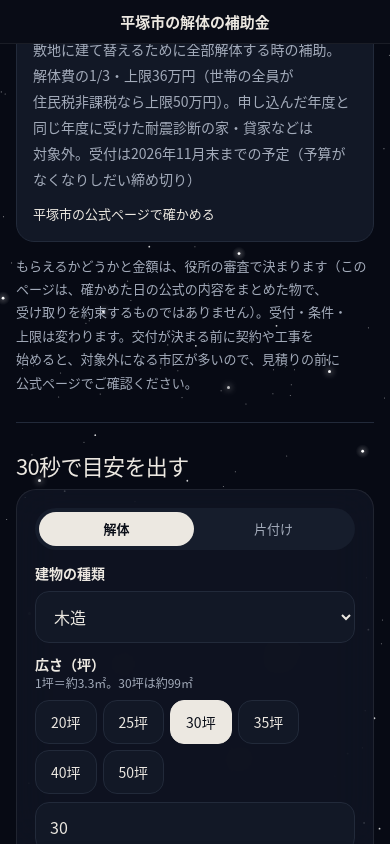 平塚市の解体の補助金
敷地に建て替えるために全部解体する時の補助。
解体費の1/3・上限36万円（世帯の全員が
住民税非課税なら上限50万円）。申し込んだ年度と
同じ年度に受けた耐震診断の家・貸家などは
対象外。受付は2026年11月末までの予定（予算が
なくなりしだい締め切り）
平塚市の公式ページで確かめる
もらえるかどうかと金額は、役所の審査で決まります（この
ページは、確かめた日の公式の内容をまとめた物で、
受け取りを約束するものではありません）。受付・条件・
上限は変わります。交付が決まる前に契約や工事を
始めると、対象外になる市区が多いので、見積りの前に
公式ページでご確認ください。
30秒で目安を出す
解体
片付け
建物の種類
木造
広さ（坪）
1坪＝約3.3㎡。30坪は約99㎡
20坪
25坪
30坪
35坪
40坪
50坪
30